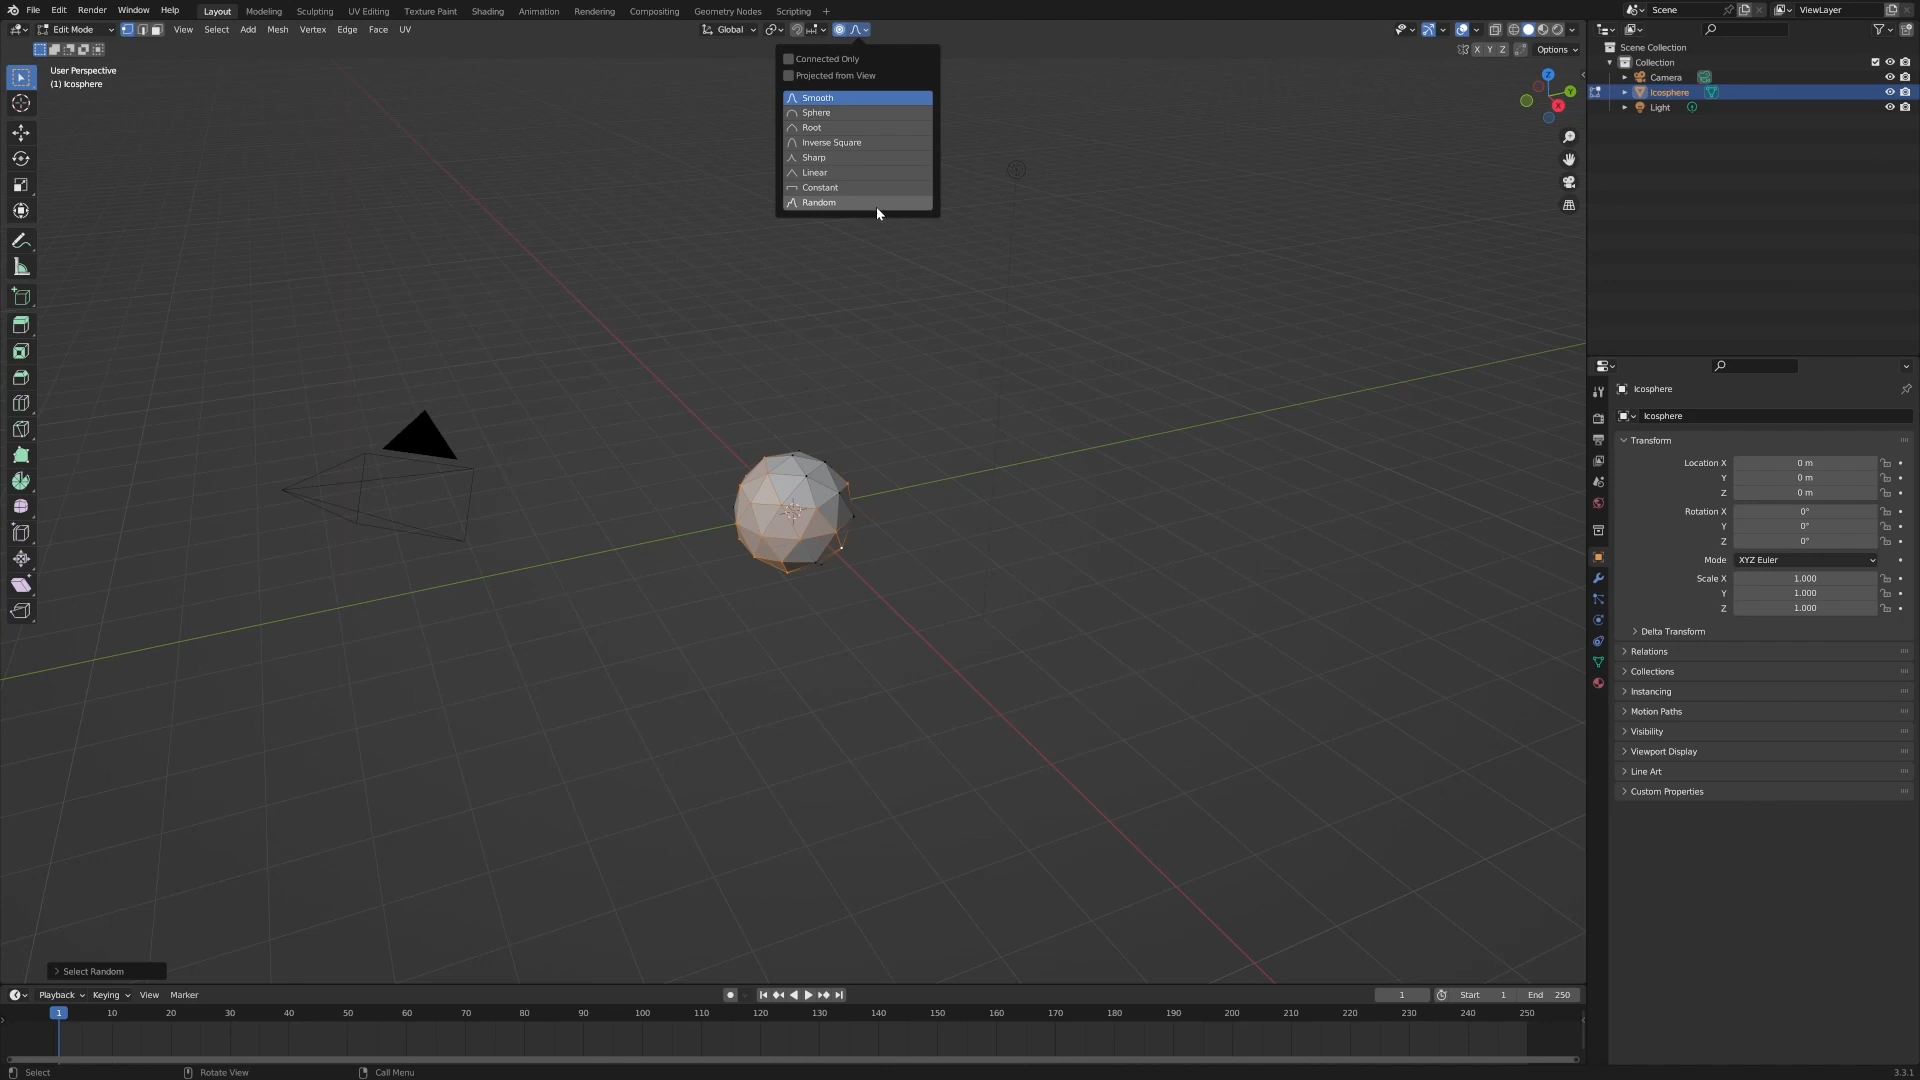 File Edit Render Window Help Layout Modeling Sculpting UV Editing Texture Paint Shading Animation Rendering Compositing Geometry Nodes Scripting + Scene ViewLayer
Edit Mode View Select Add Mesh Vertex Edge Face UV Global
X Y Z Options
User Perspective
(1) Icosphere
Connected Only
Projected from View
Smooth
Sphere
Root
Inverse Square
Sharp
Linear
Constant
Random
Z
Y
X
Scene Collection
Collection
Camera
Icosphere
Light
Icosphere
Icosphere
Transform
Location X 0 m
Y 0 m
Z 0 m
Rotation X 0°
Y 0°
Z 0°
Mode XYZ Euler
Scale X 1.000
Y 1.000
Z 1.000
Delta Transform
Relations
Collections
Instancing
Motion Paths
Visibility
Viewport Display
Line Art
Custom Properties
Select Random
Playback Keying View Marker 1 Start 1 End 250
1 10 20 30 40 50 60 70 80 90 100 110 120 130 140 150 160 170 180 190 200 210 220 230 240 250
Select Rotate View Call Menu 3.3.1